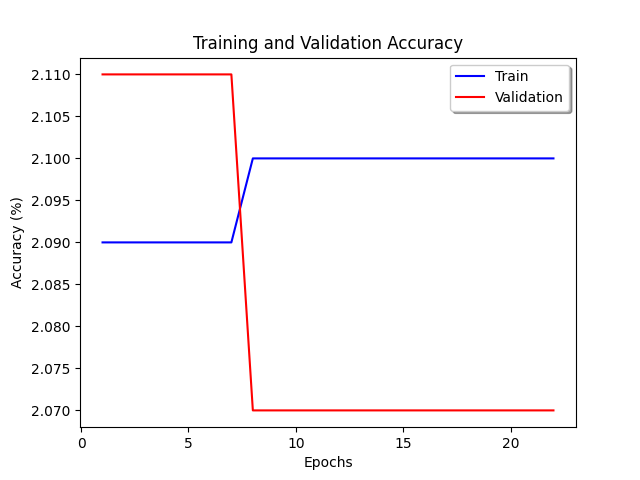 Training and Validation Accuracy
Train
Validation
2.110
2.105
2.100
2.095
2.090
2.085
2.080
2.075
2.070
Accuracy (%)
0 5 10 15 20
Epochs